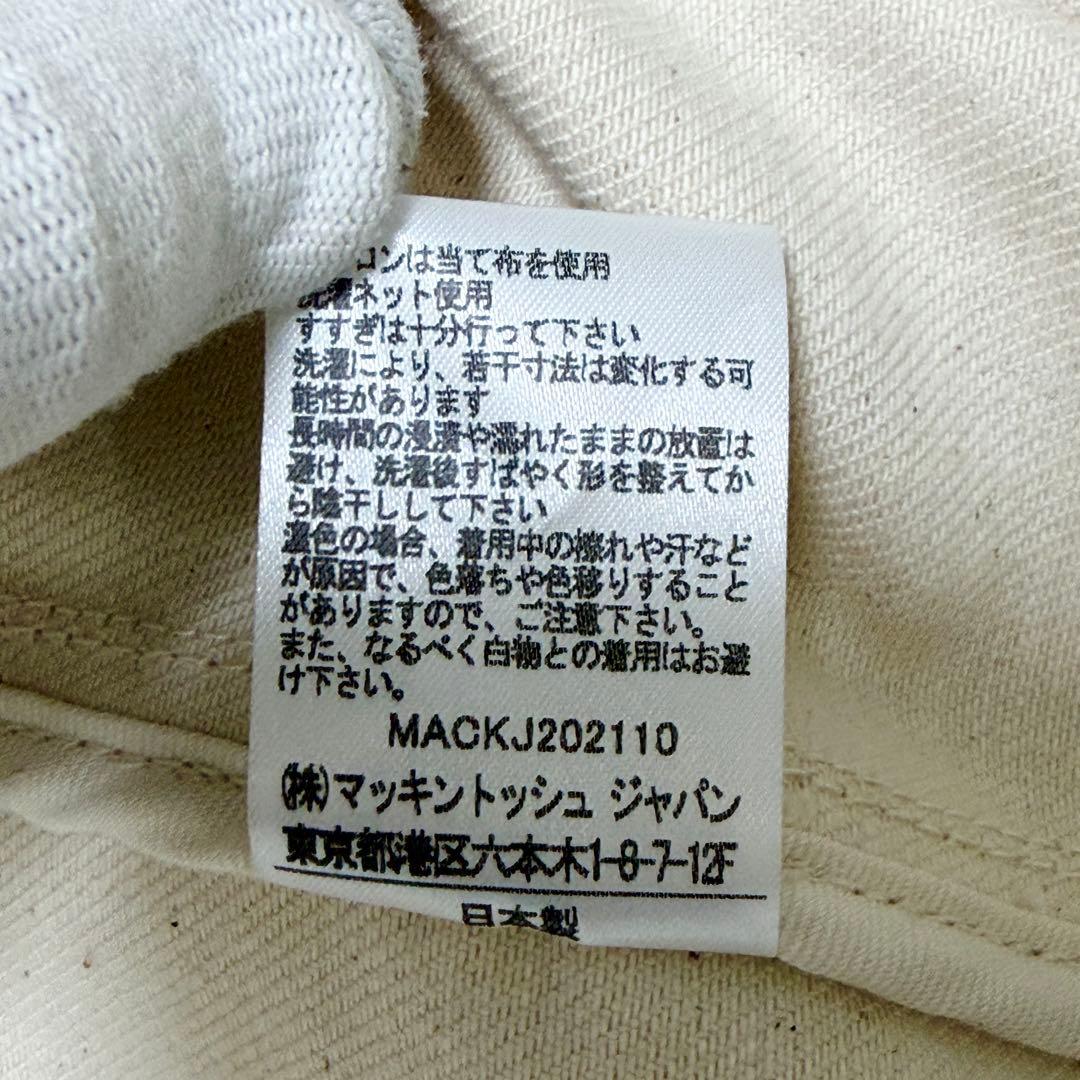 ロンは当て布を使用
洗濯ネット使用
すすぎは十分行って下さい
洗濯により、若干寸法は変化する可
能性があります
長時間の浸漬や濡れたままの放置は
避け、洗濯後すばやく形を整えてか
ら陰干しして下さい
濃色の場合、着用中の擦れや汗など
が原因で、色落ちや色移りすること
がありますので、ご注意下さい。
また、なるべく白物との着用はお避
け下さい。
MACKJ202110
(株)マッキントッシュ ジャパン
東京都港区六本木1-8-7-12F
日本製